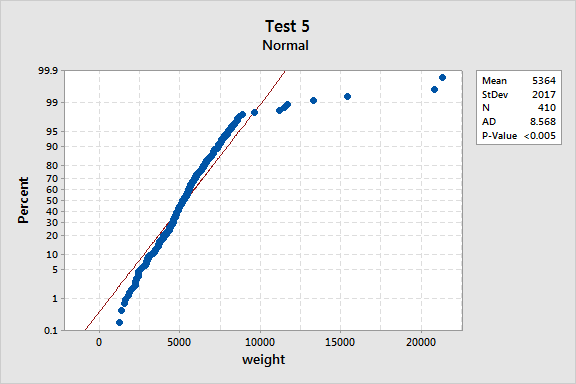 Test 5
Normal
99.9
99
95
90
80
70
60
50
40
30
20
10
5
1
0.1
Percent
0
5000
10000
15000
20000
weight
Mean 5364
StDev 2017
N 410
AD 8.568
P-Value <0.005